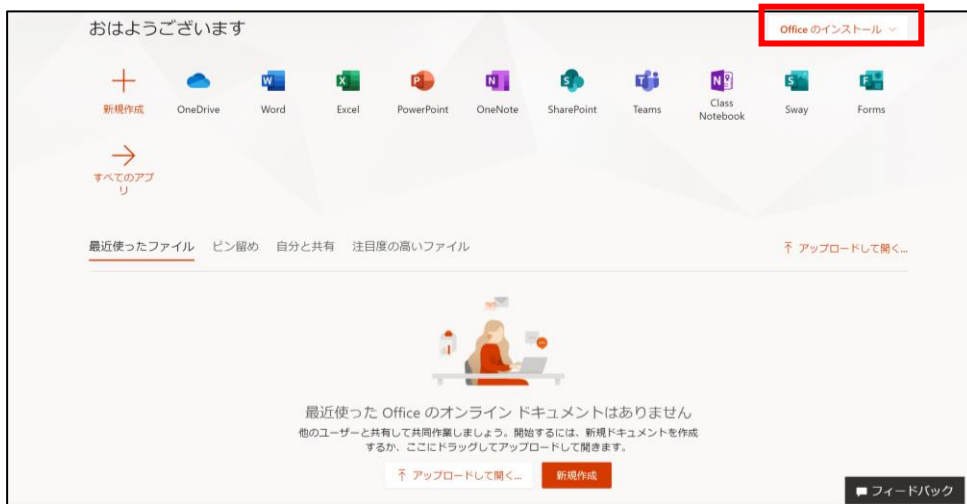 おはようございます
Office のインストール
新規作成
OneDrive
Word
Excel
PowerPoint
OneNote
SharePoint
Teams
Class
Notebook
Sway
Forms
すべてのアプ
リ
最近使ったファイル ピン留め 自分と共有 注目度の高いファイル
アップロードして開く...
最近使った Office のオンライン ドキュメントはありません
他のユーザーと共有して共同作業しましょう。開始するには、新規ドキュメントを作成
するか、ここにドラッグしてアップロードして開きます。
アップロードして開く...
新規作成
フィードバック